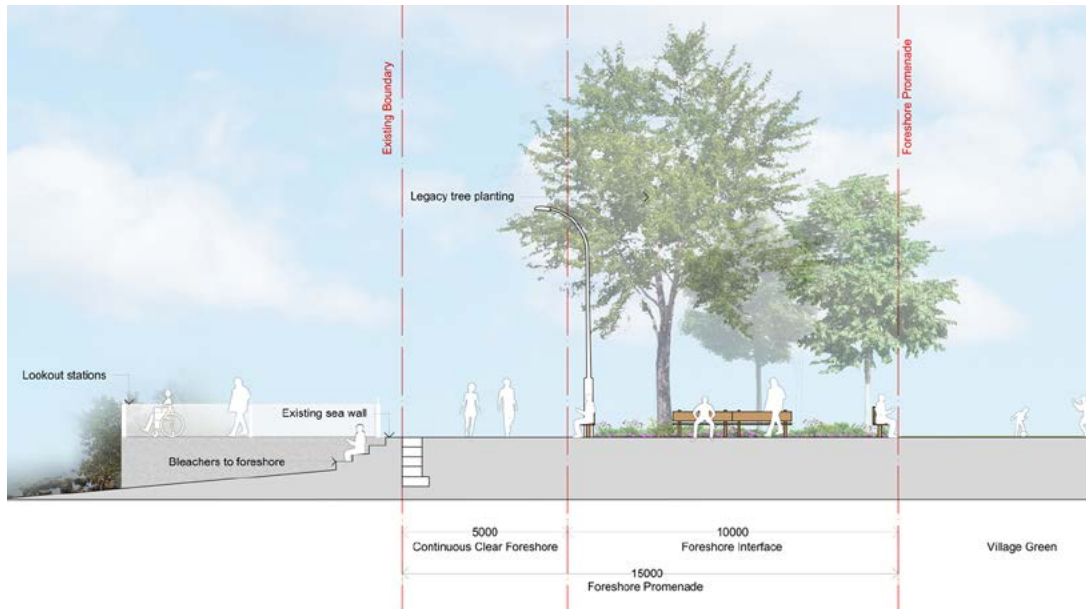 Existing Boundary
Foreshore Promenade
Legacy tree planting
Lookout stations
Existing sea wall
Bleachers to foreshore
5000
Continuous Clear Foreshore
10000
Foreshore Interface
Village Green
15000
Foreshore Promenade